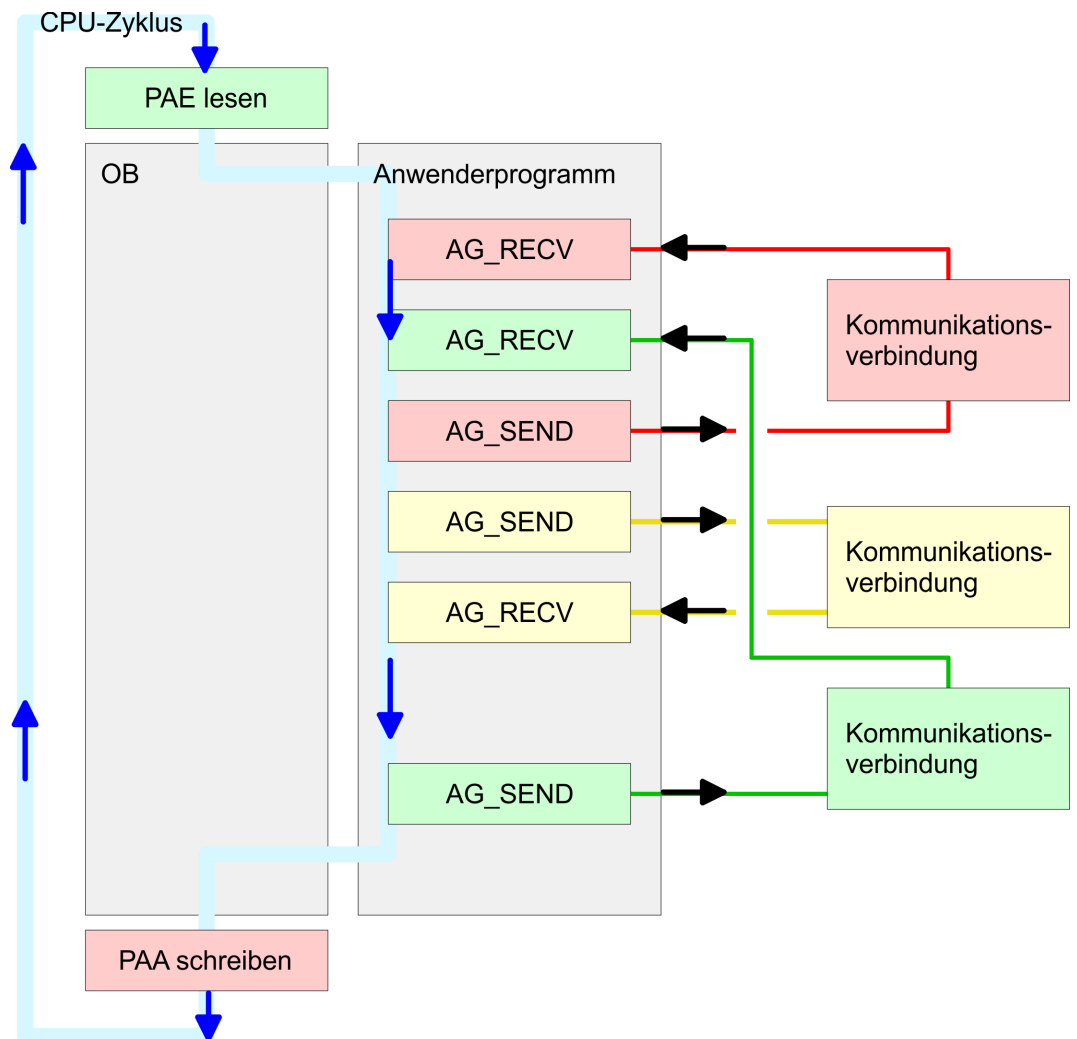 CPU-Zyklus
PAE lesen
OB
Anwenderprogramm
AG_RECV
AG_RECV
AG_SEND
AG_SEND
AG_RECV
AG_SEND
Kommunikations-
verbindung
Kommunikations-
verbindung
Kommunikations-
verbindung
PAA schreiben